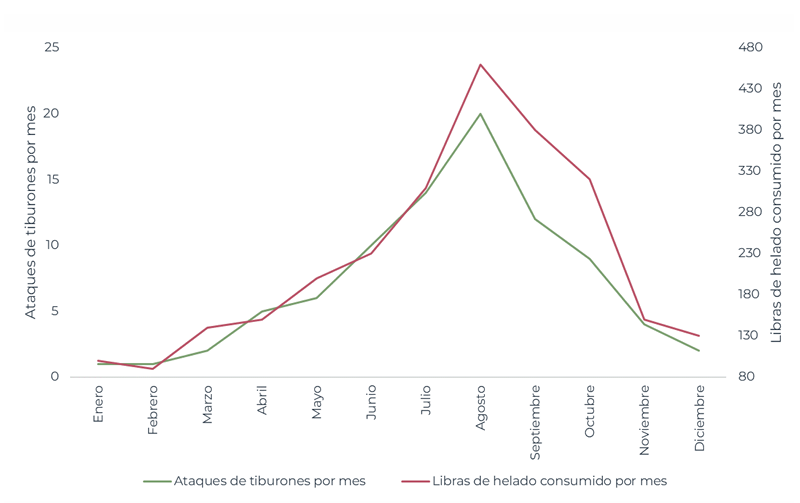 25
20
15
10
5
0
Ataques de tiburones por mes
480
430
380
330
280
230
180
130
80
Libras de helado consumido por mes
Enero
Febrero
Marzo
Abril
Mayo
Junio
Julio
Agosto
Septiembre
Octubre
Noviembre
Diciembre
Ataques de tiburones por mes
Libras de helado consumido por mes